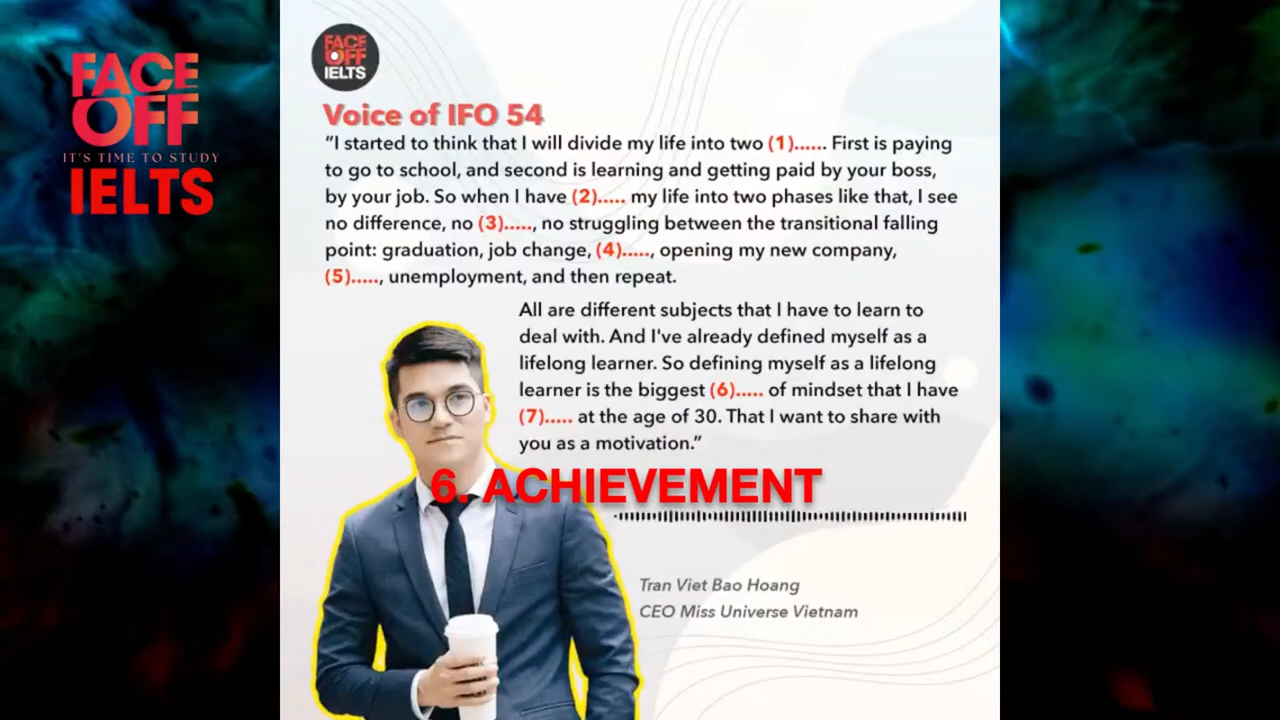 FACE
OFF
IT'S TIME TO STUDY
IELTS
FACE
OFF
IELTS
Voice of IFO 54
“I started to think that I will divide my life into two (1)...... First is paying
to go to school, and second is learning and getting paid by your boss,
by your job. So when I have (2)..... my life into two phases like that, I see
no difference, no (3)....., no struggling between the transitional falling
point: graduation, job change, (4)....., opening my new company,
(5)....., unemployment, and then repeat.
All are different subjects that I have to learn to
deal with. And I've already defined myself as a
lifelong learner. So defining myself as a lifelong
learner is the biggest (6)..... of mindset that I have
(7)..... at the age of 30. That I want to share with
you as a motivation.”
6. ACHIEVEMENT
Tran Viet Bao Hoang
CEO Miss Universe Vietnam